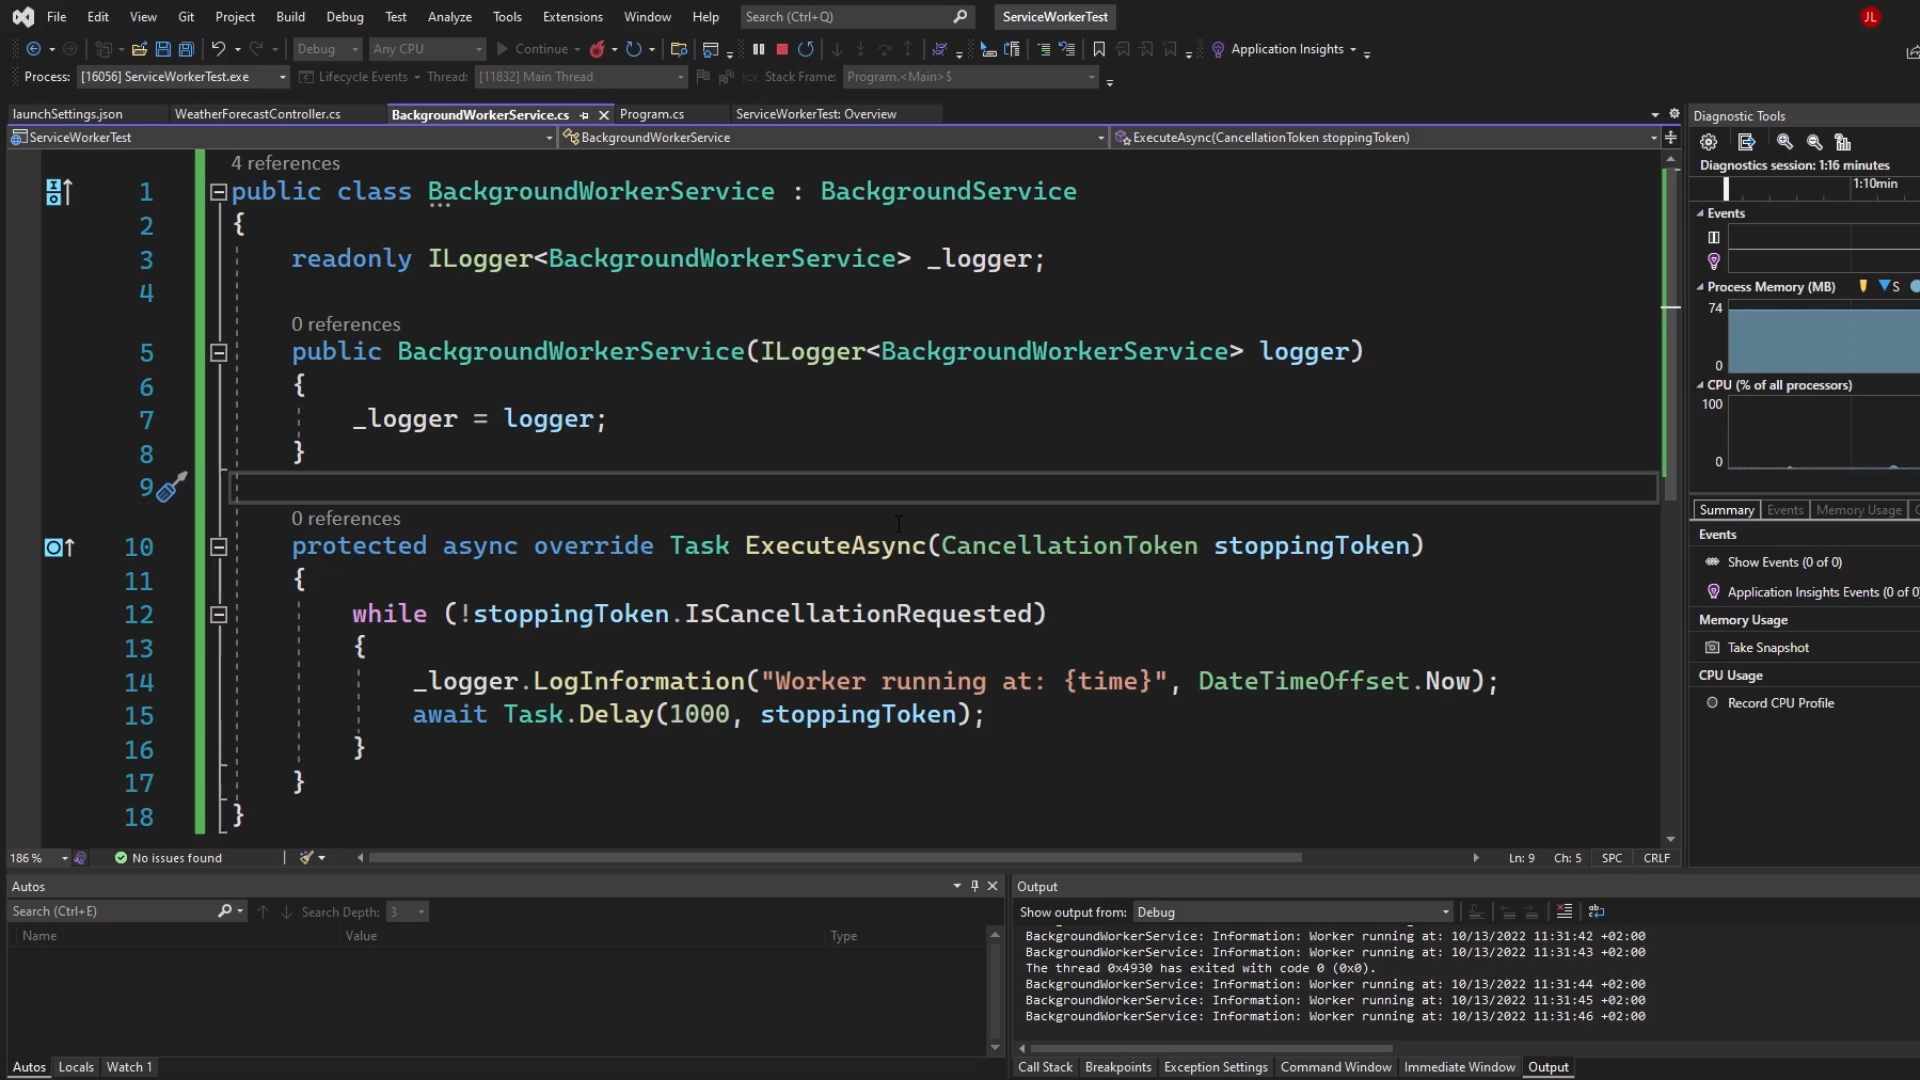 File Edit View Git Project Build Debug Test Analyze Tools Extensions Window Help Search (Ctrl+Q) ServiceWorkerTest JL
Debug Any CPU Continue Application Insights
Process: [16056] ServiceWorkerTest.exe Lifecycle Events Thread: [11832] Main Thread Stack Frame: Program.<Main>$
launchSettings.json WeatherForecastController.cs BackgroundWorkerService.cs Program.cs ServiceWorkerTest: Overview
ServiceWorkerTest BackgroundWorkerService ExecuteAsync(CancellationToken stoppingToken)
4 references
1 public class BackgroundWorkerService : BackgroundService
2 {
3 readonly ILogger<BackgroundWorkerService> _logger;
4
0 references
5 public BackgroundWorkerService(ILogger<BackgroundWorkerService> logger)
6 {
7 _logger = logger;
8 }
9
0 references
10 protected async override Task ExecuteAsync(CancellationToken stoppingToken)
11 {
12 while (!stoppingToken.IsCancellationRequested)
13 {
14 _logger.LogInformation("Worker running at: {time}", DateTimeOffset.Now);
15 await Task.Delay(1000, stoppingToken);
16 }
17 }
18 }
186 % No issues found Ln: 9 Ch: 5 SPC CRLF
Diagnostic Tools
Diagnostics session: 1:16 minutes
1:10min
Events
Process Memory (MB) S
74
0
CPU (% of all processors)
100
0
Summary Events Memory Usage
Events
Show Events (0 of 0)
Application Insights Events (0 of 0)
Memory Usage
Take Snapshot
CPU Usage
Record CPU Profile
Autos
Search (Ctrl+E) Search Depth: 3
Name Value Type
Autos Locals Watch 1
Output
Show output from: Debug
BackgroundWorkerService: Information: Worker running at: 10/13/2022 11:31:42 +02:00
BackgroundWorkerService: Information: Worker running at: 10/13/2022 11:31:43 +02:00
The thread 0x4930 has exited with code 0 (0x0).
BackgroundWorkerService: Information: Worker running at: 10/13/2022 11:31:44 +02:00
BackgroundWorkerService: Information: Worker running at: 10/13/2022 11:31:45 +02:00
BackgroundWorkerService: Information: Worker running at: 10/13/2022 11:31:46 +02:00
Call Stack Breakpoints Exception Settings Command Window Immediate Window Output